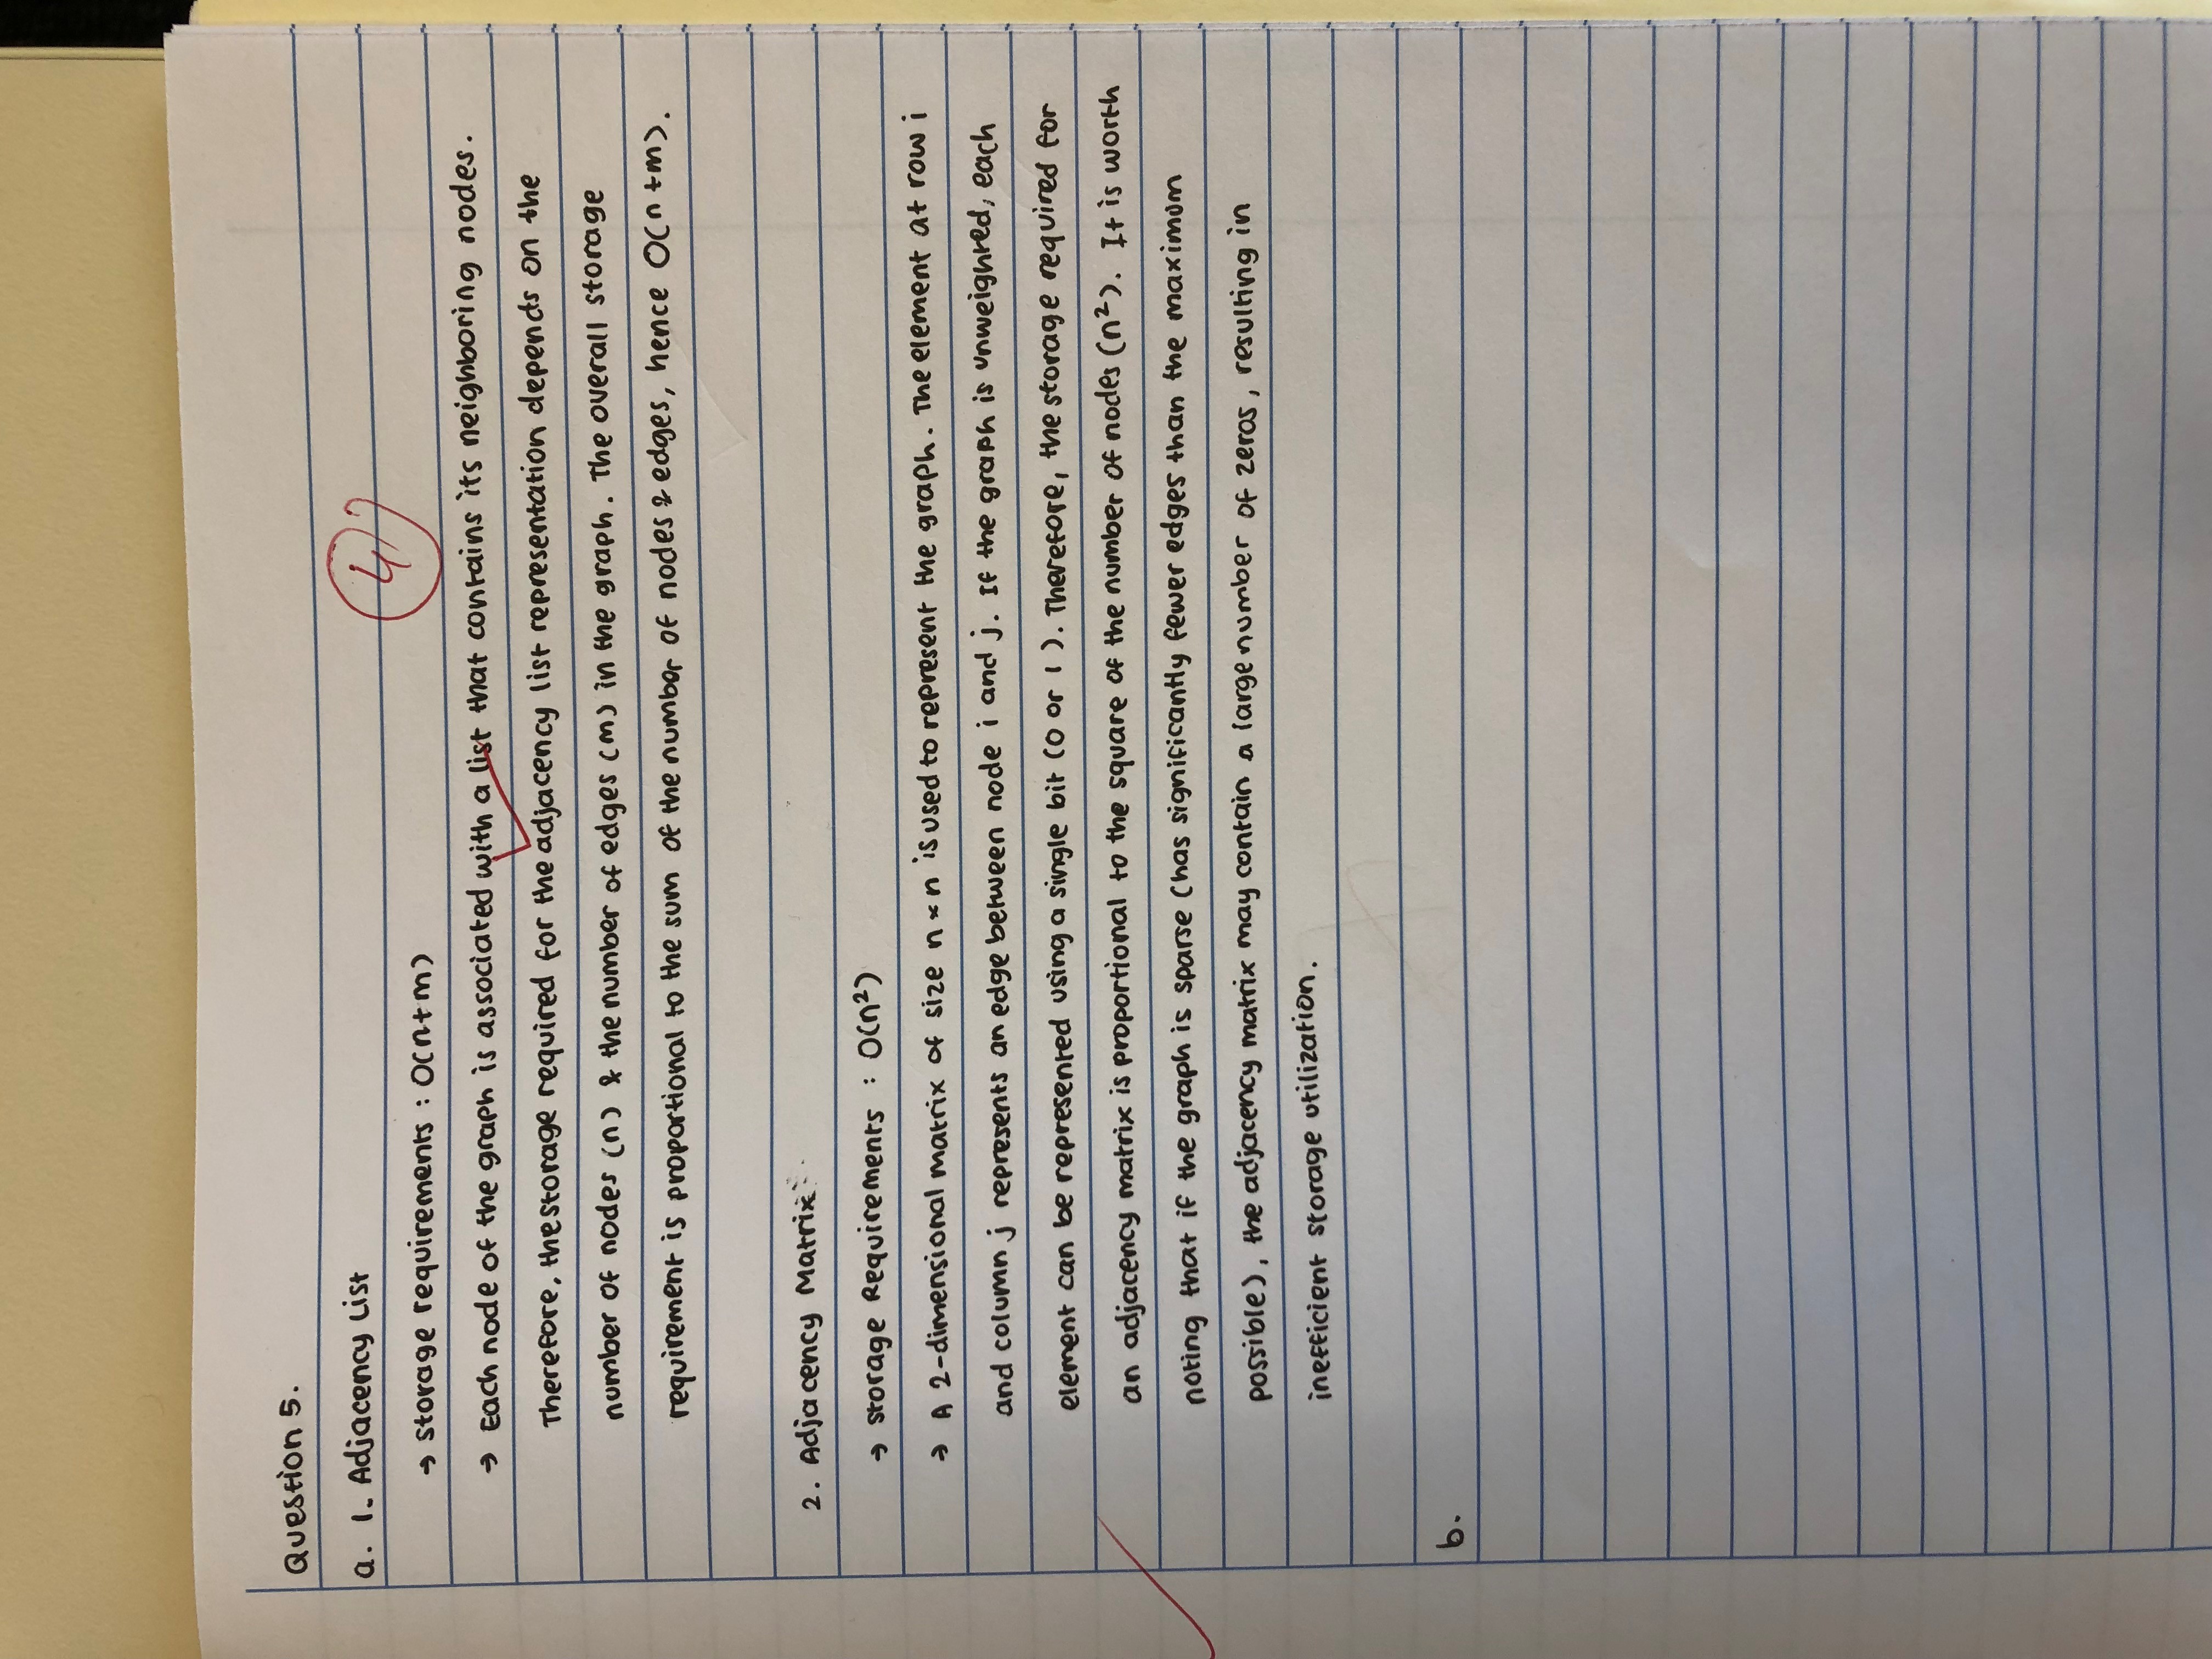 Question 5.
a. 1. Adjacency List
4
→ Storage requirements : O(n+m)
→ Each node of the graph is associated with a list that contains its neighboring nodes.
Therefore, the storage required for the adjacency list representation depends on the
number of nodes (n) & the number of edges (m) in the graph. The overall storage
requirement is proportional to the sum of the number of nodes & edges, hence O(n+m).
2. Adjacency Matrix
→ Storage Requirements : O(n²)
→ A 2-dimensional matrix of size n×n is used to represent the graph. The element at row i
and column j represents an edge between node i and j. If the graph is unweighted, each
element can be represented using a single bit (0 or 1). Therefore, the storage required for
an adjacency matrix is proportional to the square of the number of nodes (n²). It is worth
noting that if the graph is sparse (has significantly fewer edges than the maximum
possible), the adjacency matrix may contain a large number of zeros, resulting in
inefficient storage utilization.
b.